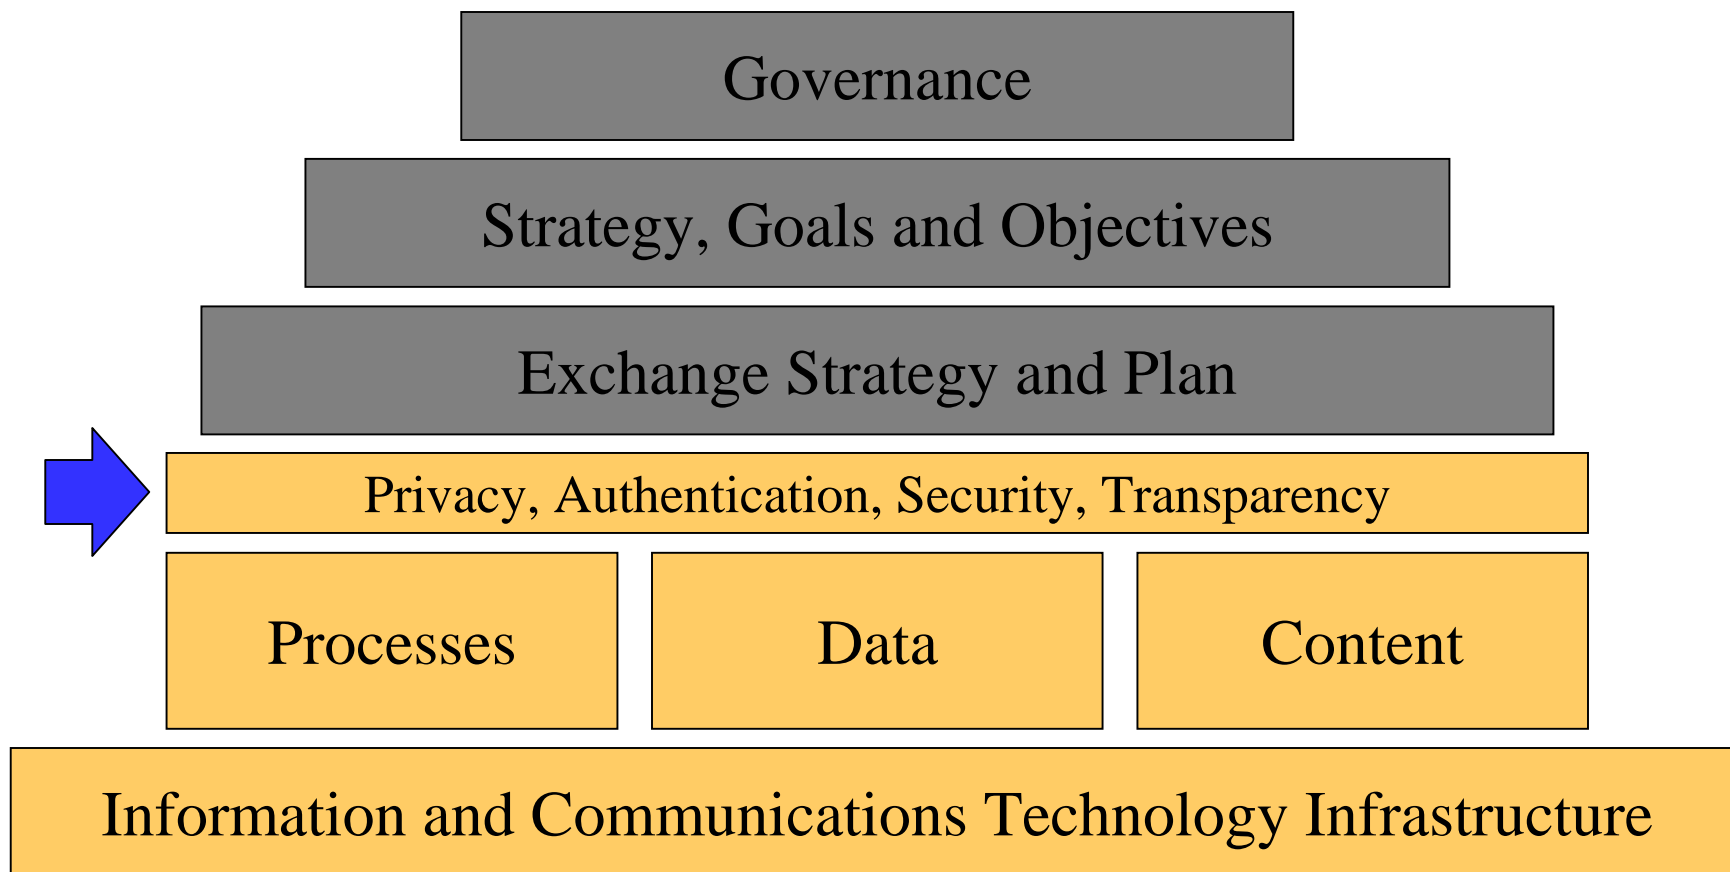 Governance
Strategy, Goals and Objectives
Exchange Strategy and Plan
Privacy, Authentication, Security, Transparency
Processes
Data
Content
Information and Communications Technology Infrastructure